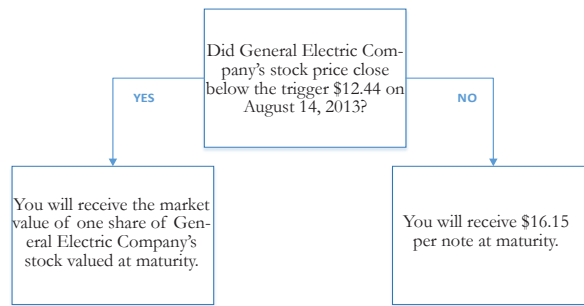 Did General Electric Com-
pany's stock price close
below the trigger $12.44 on
August 14, 2013?
YES
NO
You will receive the market
value of one share of Gen-
eral Electric Company's
stock valued at maturity.
You will receive $16.15
per note at maturity.